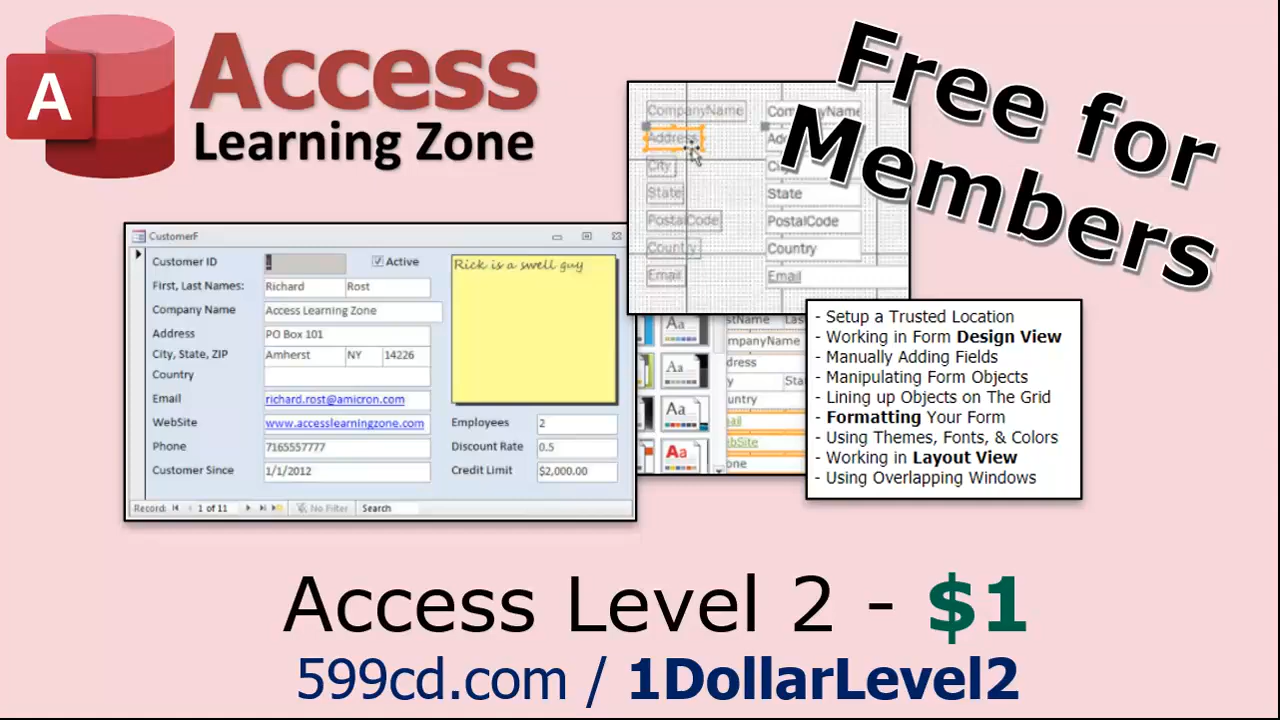 A
Access
Learning Zone
Free for
Members
CompanyName CompanyName
Address
City
State State
PostalCode PostalCode
Country Country
Email Email
CustomerF
Customer ID Active
First, Last Names: Richard Rost
Company Name Access Learning Zone
Address PO Box 101
City, State, ZIP Amherst NY 14226
Country
Email richard.rost@amicron.com
WebSite www.accesslearningzone.com
Phone 7165557777
Customer Since 1/1/2012
Rick is a swell guy
Employees 2
Discount Rate 0.5
Credit Limit $2,000.00
Record: 1 of 11 No Filter Search
Aa
Aa
Aa
Aa
- Setup a Trusted Location
- Working in Form Design View
- Manually Adding Fields
- Manipulating Form Objects
- Lining up Objects on The Grid
- Formatting Your Form
- Using Themes, Fonts, & Colors
- Working in Layout View
- Using Overlapping Windows
Access Level 2 - $1
599cd.com / 1DollarLevel2